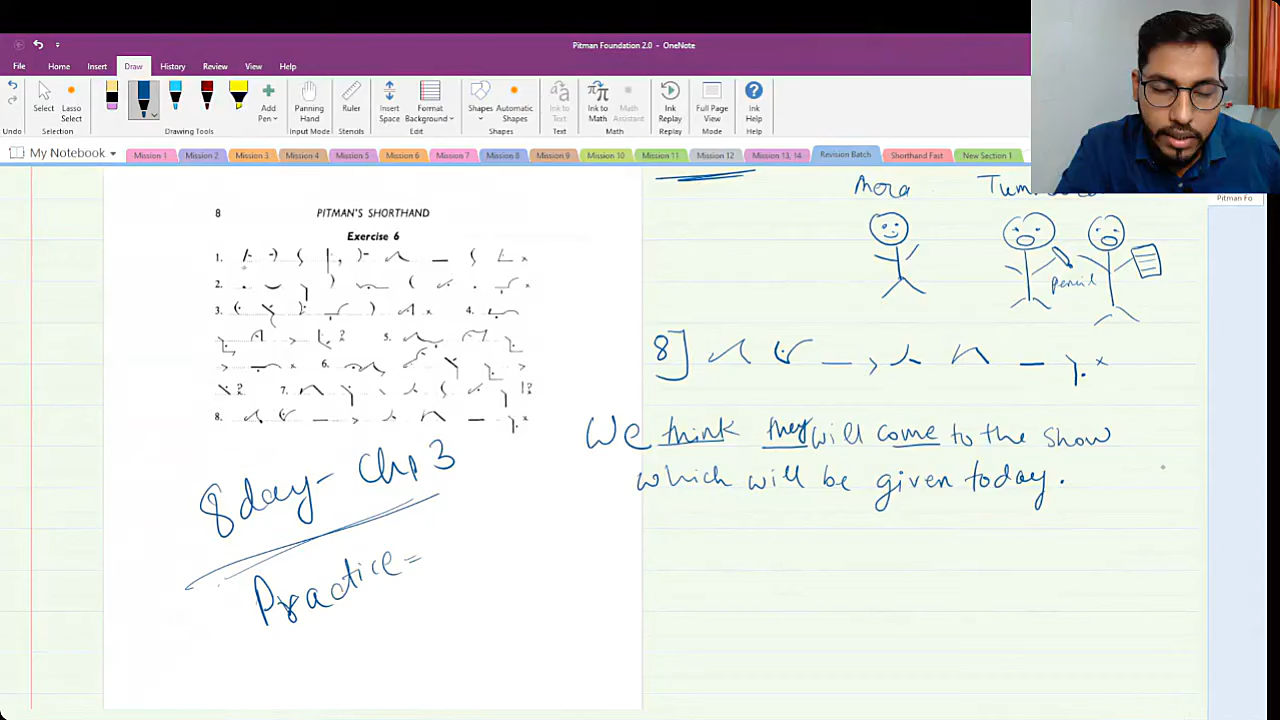 Pitman Foundation 2.0 - OneNote
File Home Insert Draw History Review View Help
Undo
Select
Lasso Select
Add Pen
Panning Hand
Ruler
Insert Space
Format Background
Shapes
Automatic Shapes
Ink to Text
Ink to Math
Math Assistant
Ink Replay
Full Page View
Ink Help
Undo Selection Drawing Tools Input Mode Stencils Edit Shapes Text Math Replay Mode Help
My Notebook Mission 1 Mission 2 Mission 3 Mission 4 Mission 5 Mission 6 Mission 7 Mission 8 Mission 9 Mission 10 Mission 11 Mission 12 Mission 13, 14 Revision Batch Shorthand Fast New Section 1
Pitman Fo
8 PITMAN'S SHORTHAND
Exercise 6
1.
2.
3. 4.
5.
6.
7.
8.
8day - Chp 3
Practice =
pencil
8]
We think they will come to the show
which will be given today.